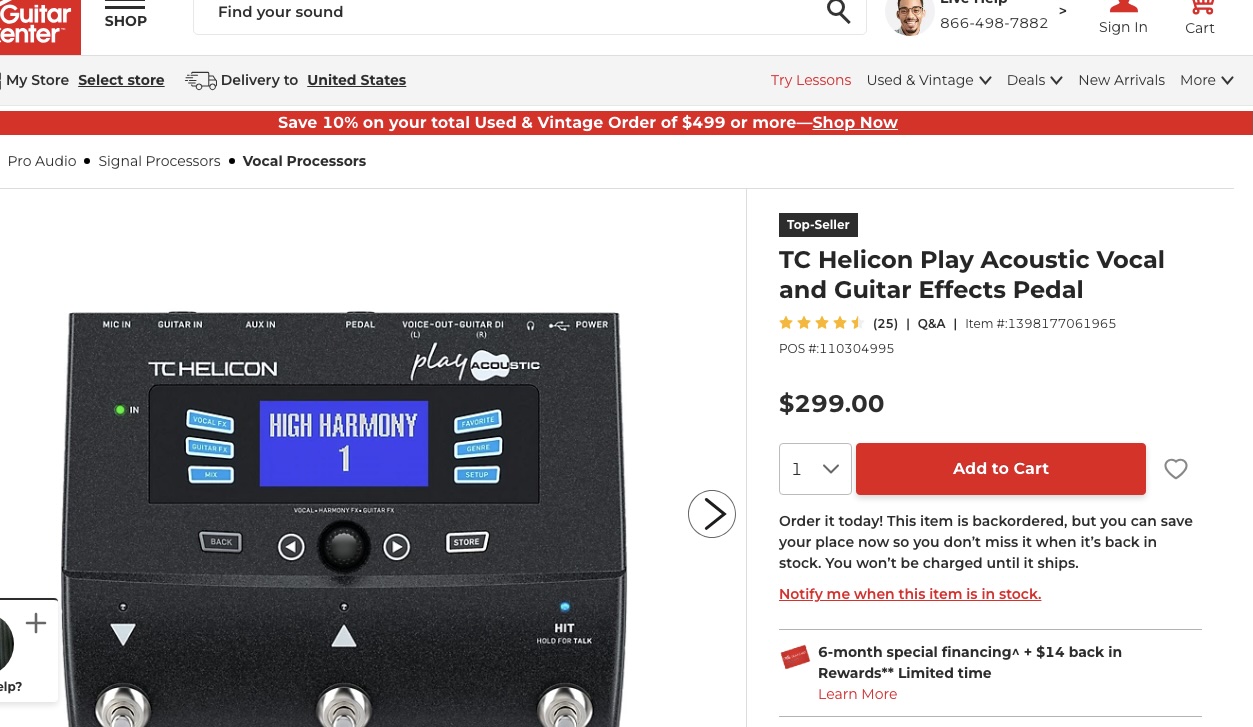 Guitar
SHOP
Find your sound
866-498-7882
>
Sign In
Cart
My Store Select store
Delivery to United States
Try Lessons
Used & Vintage
Deals
New Arrivals
More
Save 10% on your total Used & Vintage Order of $499 or more—Shop Now
Pro Audio • Signal Processors • Vocal Processors
MIC IN GUITAR IN AUX IN PEDAL VOICE-OUT-GUITAR DI POWER
(L) (R)
TC HELICON
play ACOUSTIC
IN
VOCAL FX
GUITAR FX
MIX
HIGH HARMONY
1
FAVORITE
GENRE
SETUP
VOCAL•HARMONY FX•GUITAR FX
BACK
STORE
HIT
HOLD FOR TALK
Top-Seller
TC Helicon Play Acoustic Vocal
and Guitar Effects Pedal
(25) | Q&A | Item #:1398177061965
POS #:110304995
$299.00
1
Add to Cart
Order it today! This item is backordered, but you can save
your place now so you don't miss it when it's back in
stock. You won't be charged until it ships.
Notify me when this item is in stock.
6-month special financing^ + $14 back in
Rewards** Limited time
Learn More